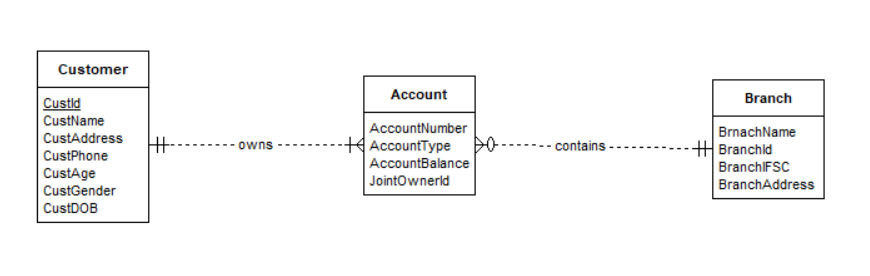 Customer
CustId
CustName
CustAddress
CustPhone
CustAge
CustGender
CustDOB
owns
Account
AccountNumber
AccountType
AccountBalance
JointOwnerId
contains
Branch
BrnachName
BranchId
BranchIFSC
BranchAddress